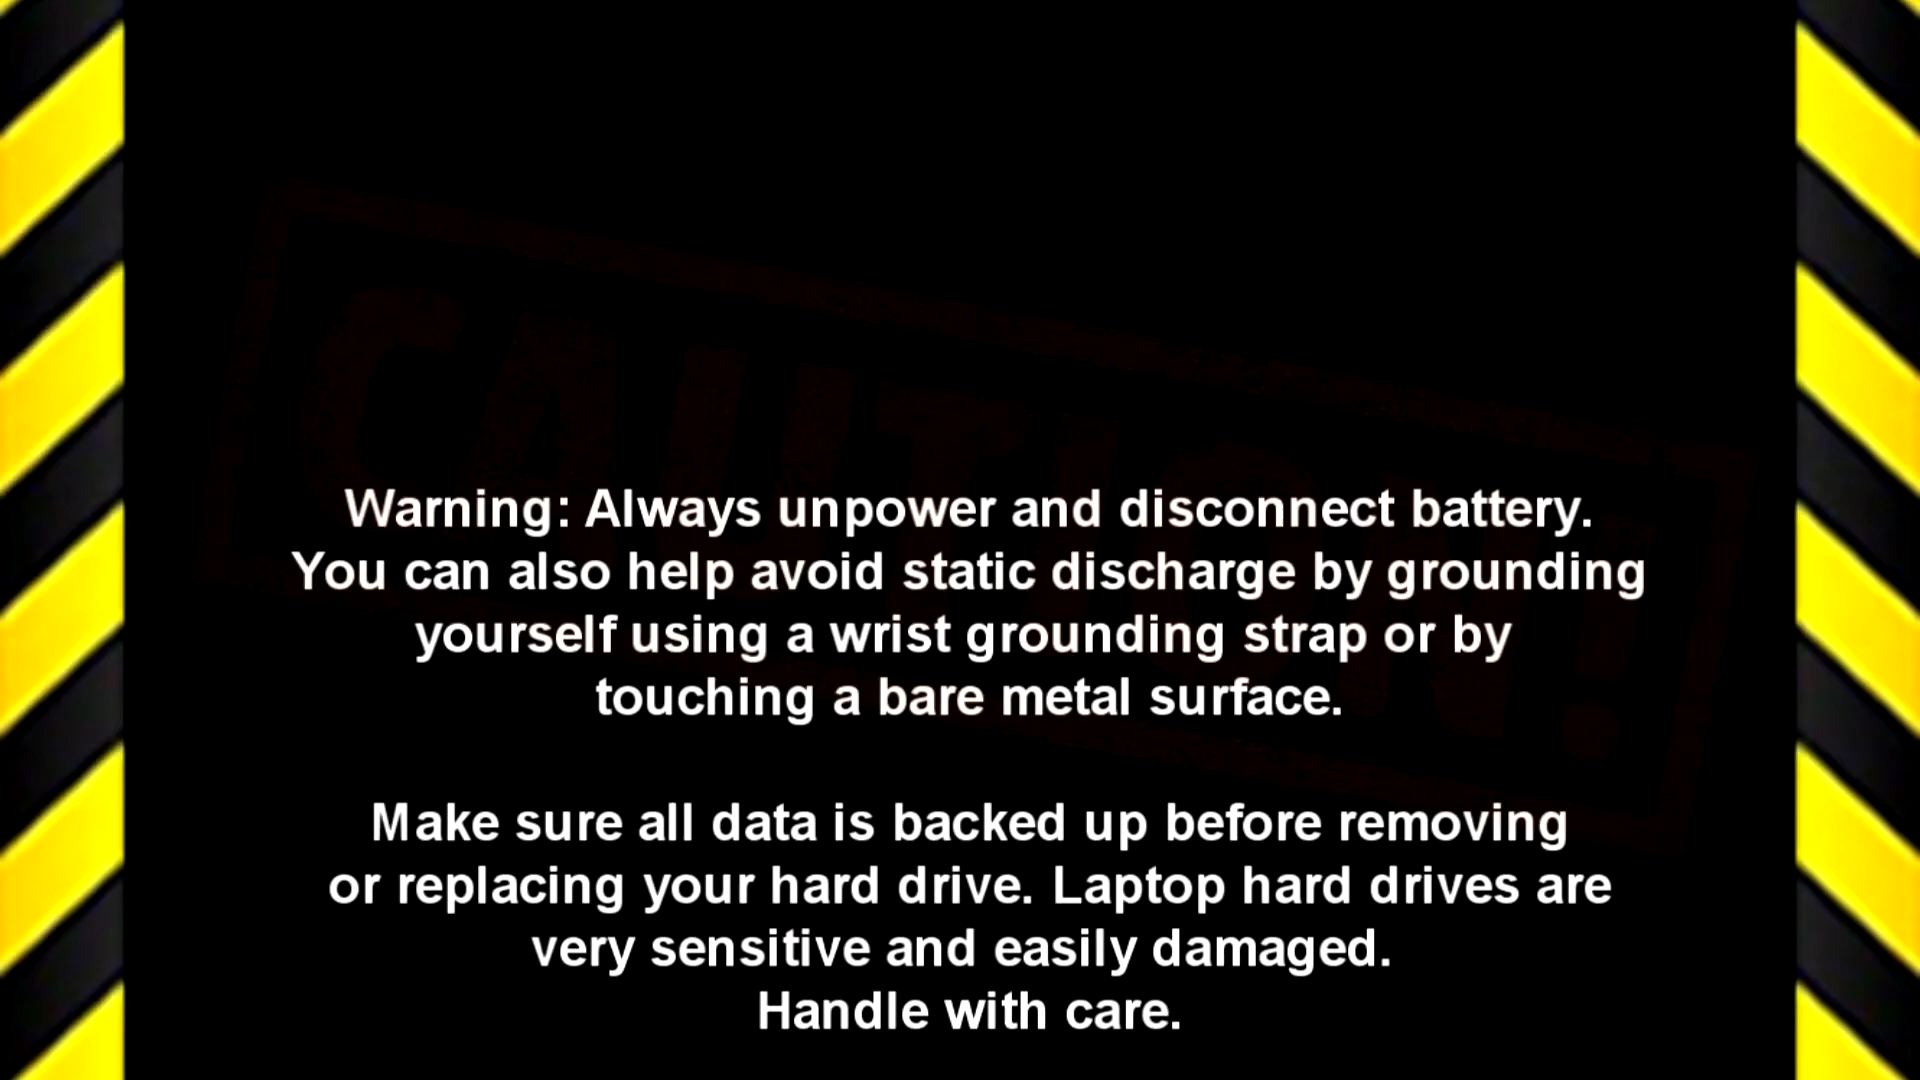 CAUTION!
Warning: Always unpower and disconnect battery.
You can also help avoid static discharge by grounding
yourself using a wrist grounding strap or by
touching a bare metal surface.
Make sure all data is backed up before removing
or replacing your hard drive. Laptop hard drives are
very sensitive and easily damaged.
Handle with care.